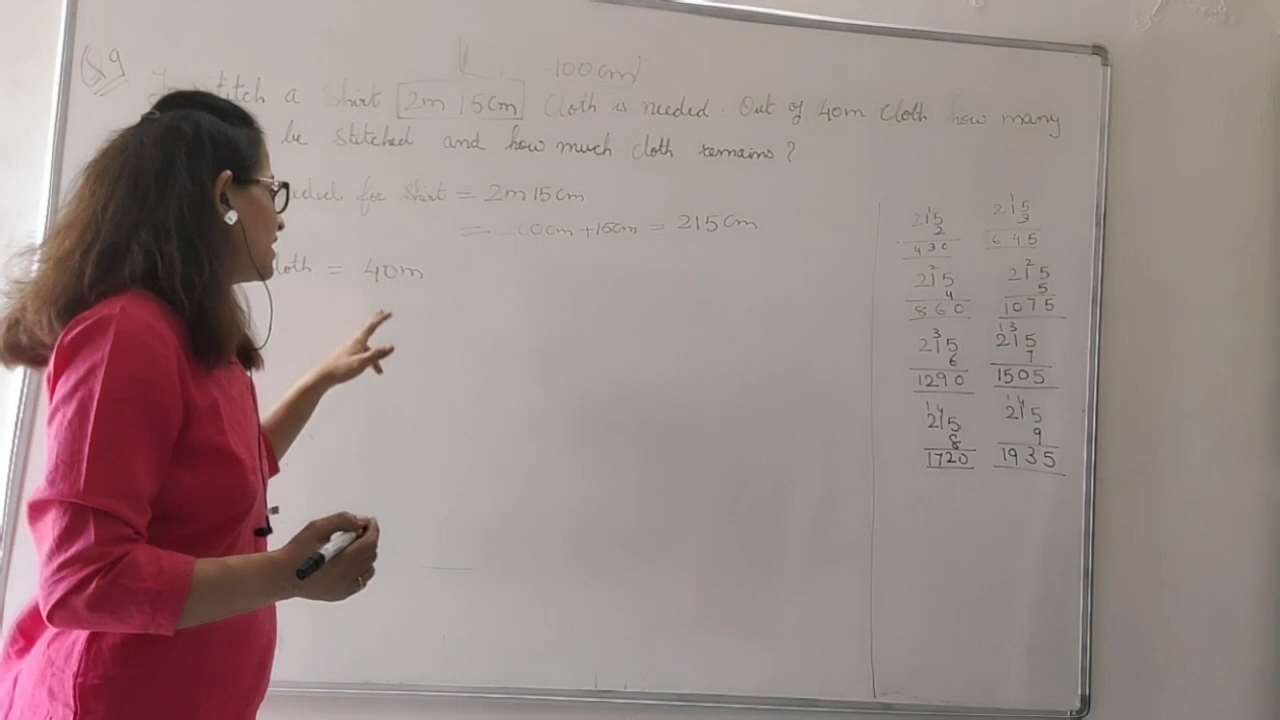 Q9
100cm
stitch a shirt 2m 15cm cloth is needed. Out of 40m cloth how many
be stitched and how much cloth remains?
for shirt = 2m 15cm
= 00cm + 15cm = 215cm
loth = 40m
215 215
2 3
430 645
215 215
4 5
860 1075
215 215
6 7
1290 1505
215 215
8 9
1720 1935